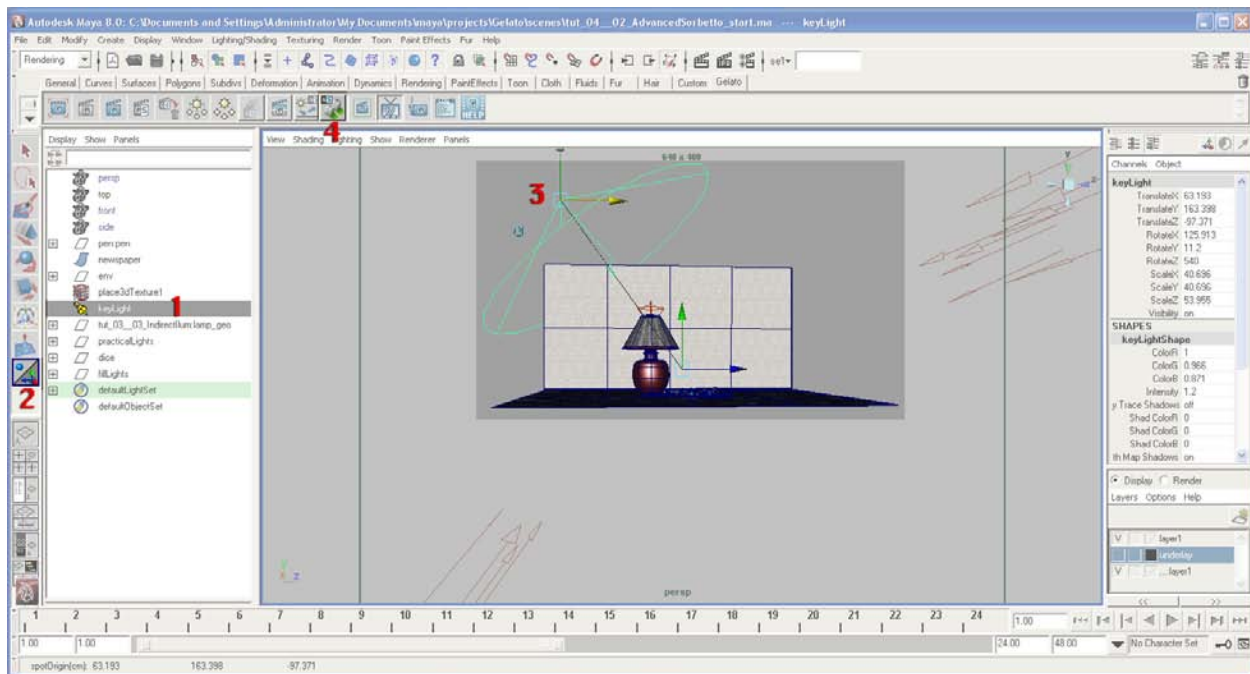 Autodesk Maya 8.0: C:\Documents and Settings\Administrator\My Documents\maya\projects\Gelato\scenes\tut_04__02_AdvancedSorbetto_start.ma --- keyLight
File Edit Modify Create Display Window Lighting/Shading Texturing Render Toon Paint Effects Fur Help
Rendering
sel-
General Curves Surfaces Polygons Subdivs Deformation Animation Dynamics Rendering PaintEffects Toon Cloth Fluids Fur Hair Custom Gelato
4
Display Show Panels
View Shading Lighting Show Renderer Panels
Channels Object
persp
top
front
side
newspaper
env
place3dTexture1
keyLight
1
practicalLights
dice
fillLights
defaultLightSet
defaultObjectSet
2
3
640 x 480
y
z
persp
keyLight
TranslateX 63.193
TranslateY 163.398
TranslateZ -97.371
RotateX 125.913
RotateY 11.2
RotateZ 540
ScaleX 40.696
ScaleY 40.696
ScaleZ 53.955
Visibility on
SHAPES
keyLightShape
ColorR 1
ColorG 0.966
ColorB 0.871
Intensity 1.2
y Trace Shadows off
Shad ColorR 0
Shad ColorG 0
Shad ColorB 0
th Map Shadows on
Display Render
Layers Options Help
V layer1
underlay
V ...layer1
1 2 3 4 5 6 7 8 9 10 11 12 13 14 15 16 17 18 19 20 21 22 23 24
1.00
1.00 1.00 24.00 48.00 No Character Set
spotOrigin(cm): 63.193 163.398 -97.371